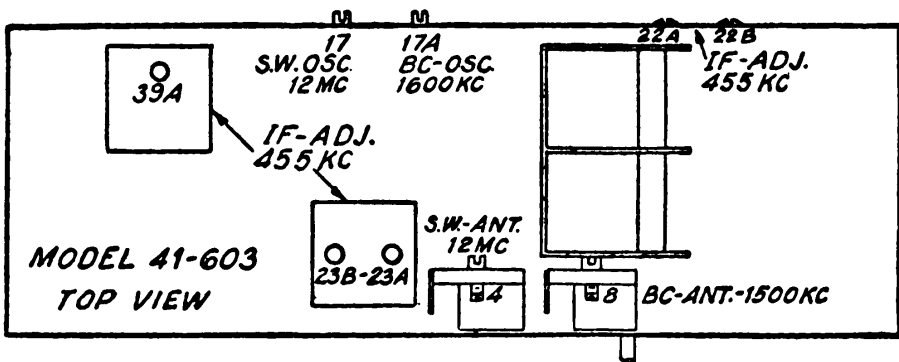 17
S.W. OSC.
12 MC
17A
BC-OSC.
1600 KC
22A
22B
IF-ADJ.
455 KC
39A
IF-ADJ.
455 KC
23B-23A
S.W.-ANT.
12 MC
4
8
BC-ANT.-1500 KC
MODEL 41-603
TOP VIEW